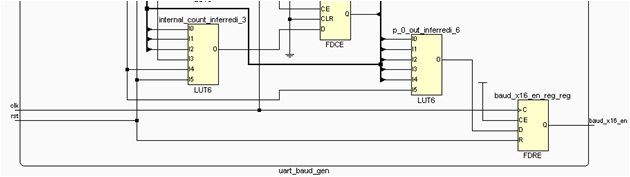 internal_count_inferredi_3
I0
I1
I2
I3
I4
I5
O
LUT6
CE
CLR
D
Q
FDCE
p_0_out_inferredi_6
I0
I1
I2
I3
I4
I5
O
LUT6
baud_x16_en_reg_reg
C
CE
D
R
Q
FDRE
clk
rst
baud_x16_en
uart_baud_gen